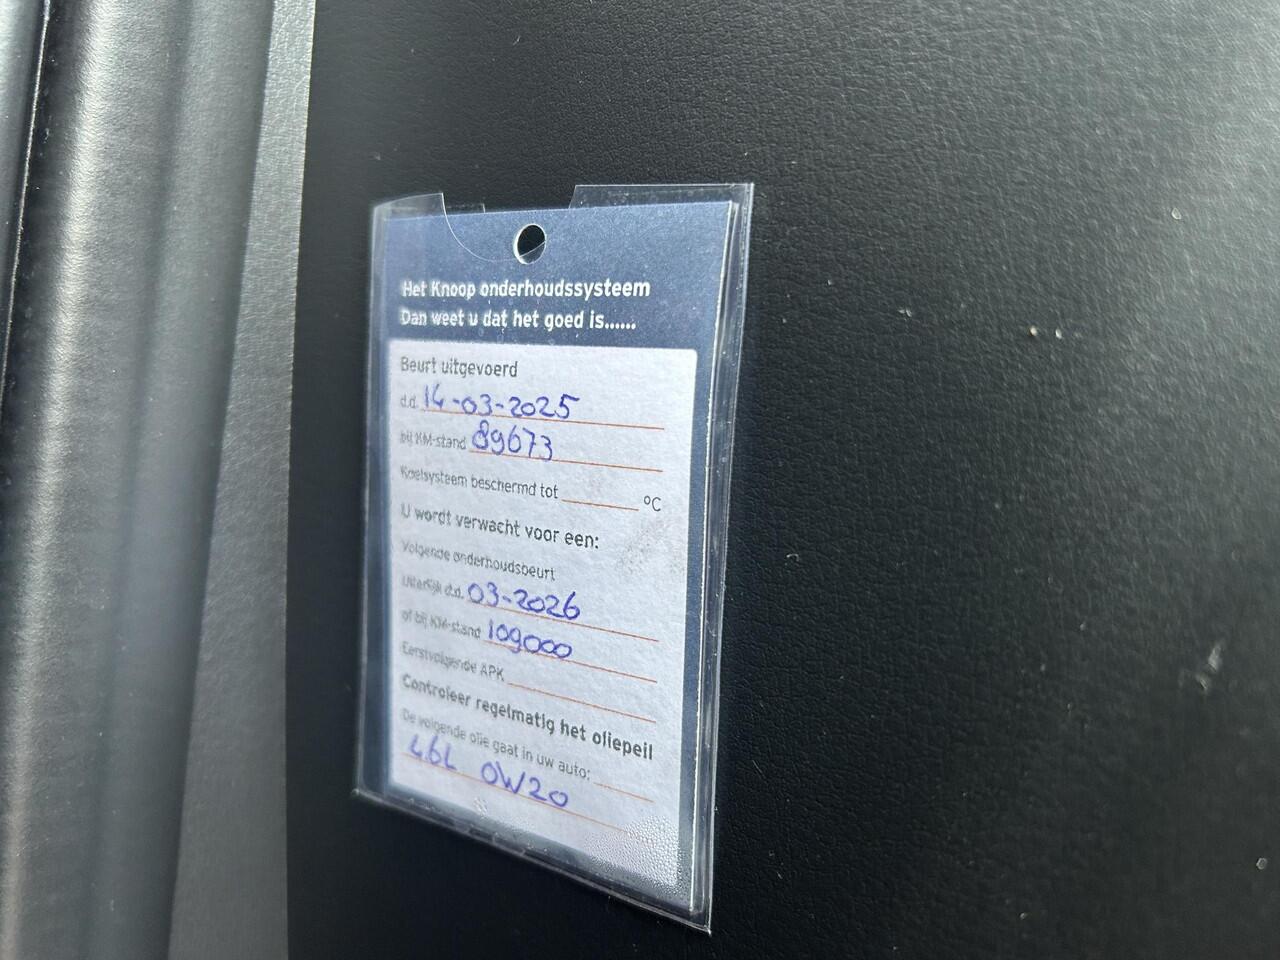 Het Knoop onderhoudssysteem
Dan weet u dat het goed is......
Beurt uitgevoerd
d.d. 14-03-2025
bij KM-stand 89673
Koelsysteem beschermd tot ______ °C
U wordt verwacht voor een:
Volgende onderhoudsbeurt
Uiterlijk d.d. 03-2026
of bij KM-stand 109000
Eerstvolgende APK
Controleer regelmatig het oliepeil
De volgende olie gaat in uw auto:
4.6L 0W20